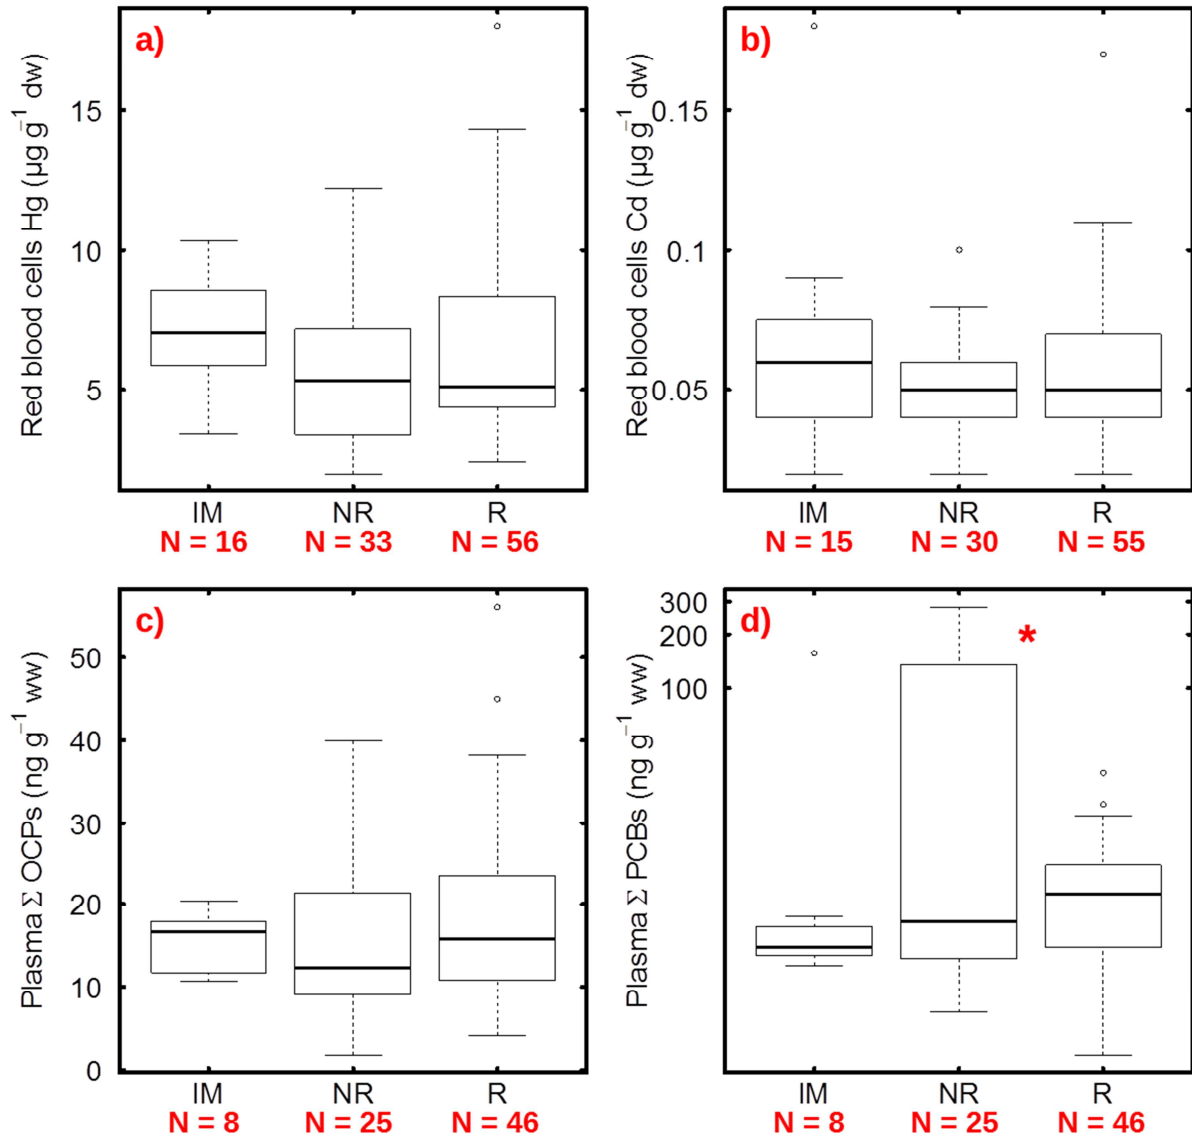 a)
Red blood cells Hg (µg g⁻¹ dw)
15
10
5
IM NR R
N = 16 N = 33 N = 56
b)
Red blood cells Cd (µg g⁻¹ dw)
0.15
0.1
0.05
IM NR R
N = 15 N = 30 N = 55
c)
Plasma Σ OCPs (ng g⁻¹ ww)
50
40
30
20
10
0
IM NR R
N = 8 N = 25 N = 46
d)
*
Plasma Σ PCBs (ng g⁻¹ ww)
300
200
100
IM NR R
N = 8 N = 25 N = 46